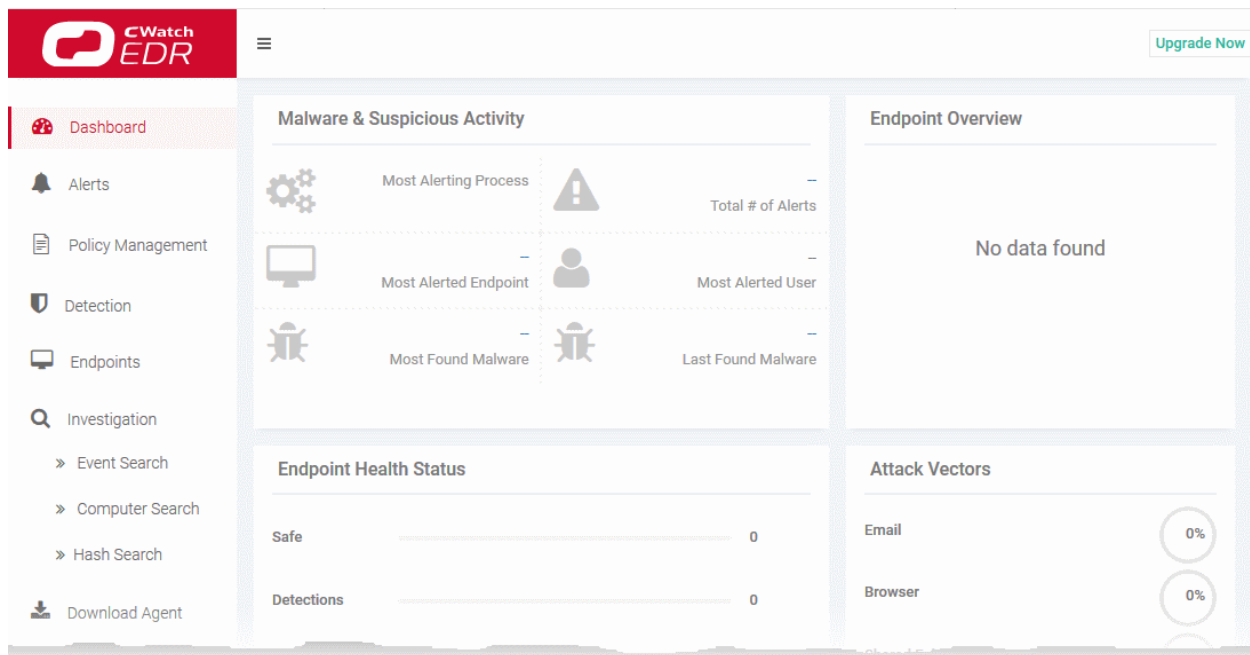 CWatch
EDR
Upgrade Now
Dashboard
Alerts
Policy Management
Detection
Endpoints
Investigation
» Event Search
» Computer Search
» Hash Search
Download Agent
Malware & Suspicious Activity
Most Alerting Process
--
Total # of Alerts
--
Most Alerted Endpoint
--
Most Alerted User
--
Most Found Malware
--
Last Found Malware
Endpoint Overview
No data found
Endpoint Health Status
Safe 0
Detections 0
Attack Vectors
Email 0%
Browser 0%